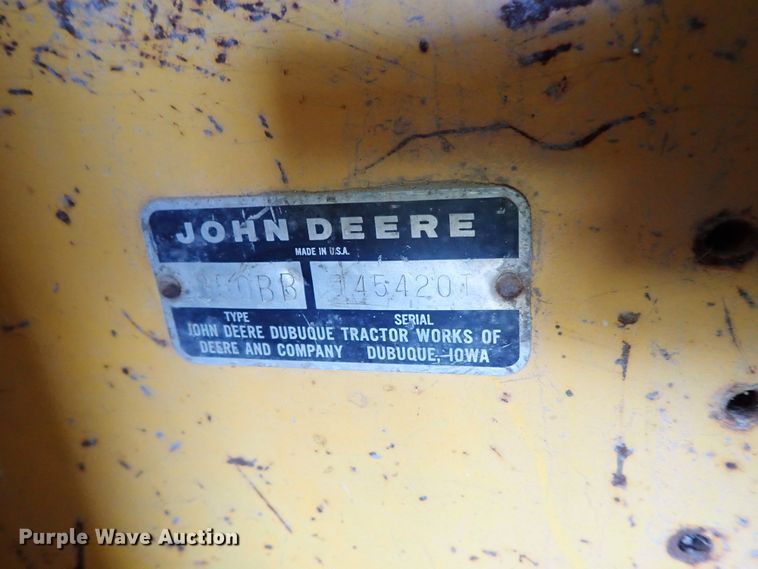 JOHN DEERE
MADE IN U.S.A.
145420T
TYPE SERIAL
JOHN DEERE DUBUQUE TRACTOR WORKS OF
DEERE AND COMPANY DUBUQUE, IOWA
Purple Wave Auction